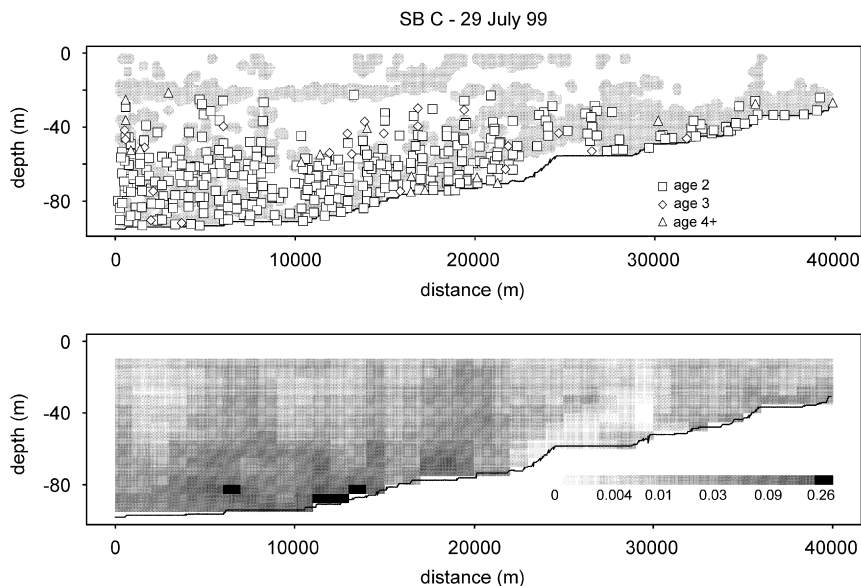 SB C - 29 July 99
0
-40
-80
depth (m)
age 2
age 3
age 4+
0 10000 20000 30000 40000
distance (m)
0
-40
-80
depth (m)
0 0.004 0.01 0.03 0.09 0.26
0 10000 20000 30000 40000
distance (m)